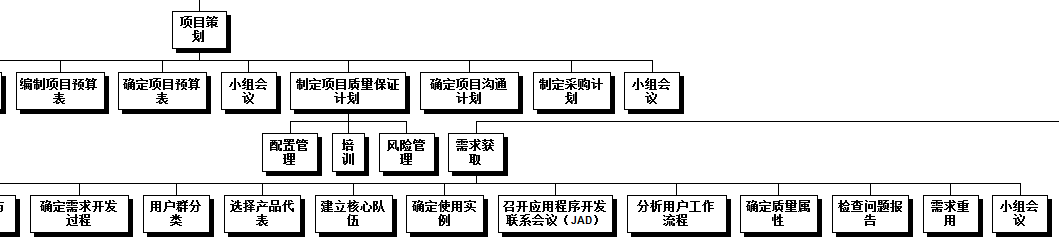 项目策
划
编制项目预算
表
确定项目预算
表
小组会
议
制定项目质量保证
计划
确定项目沟通
计划
制定采购计
划
小组会
议
配置管
理
培
训
风险管
理
需求获
取
确定需求开发
过程
用户群分
类
选择产品代
表
建立核心队
伍
确定使用实
例
召开应用程序开发
联系会议（JAD）
分析用户工作
流程
确定质量属
性
检查问题报
告
需求重
用
小组会
议